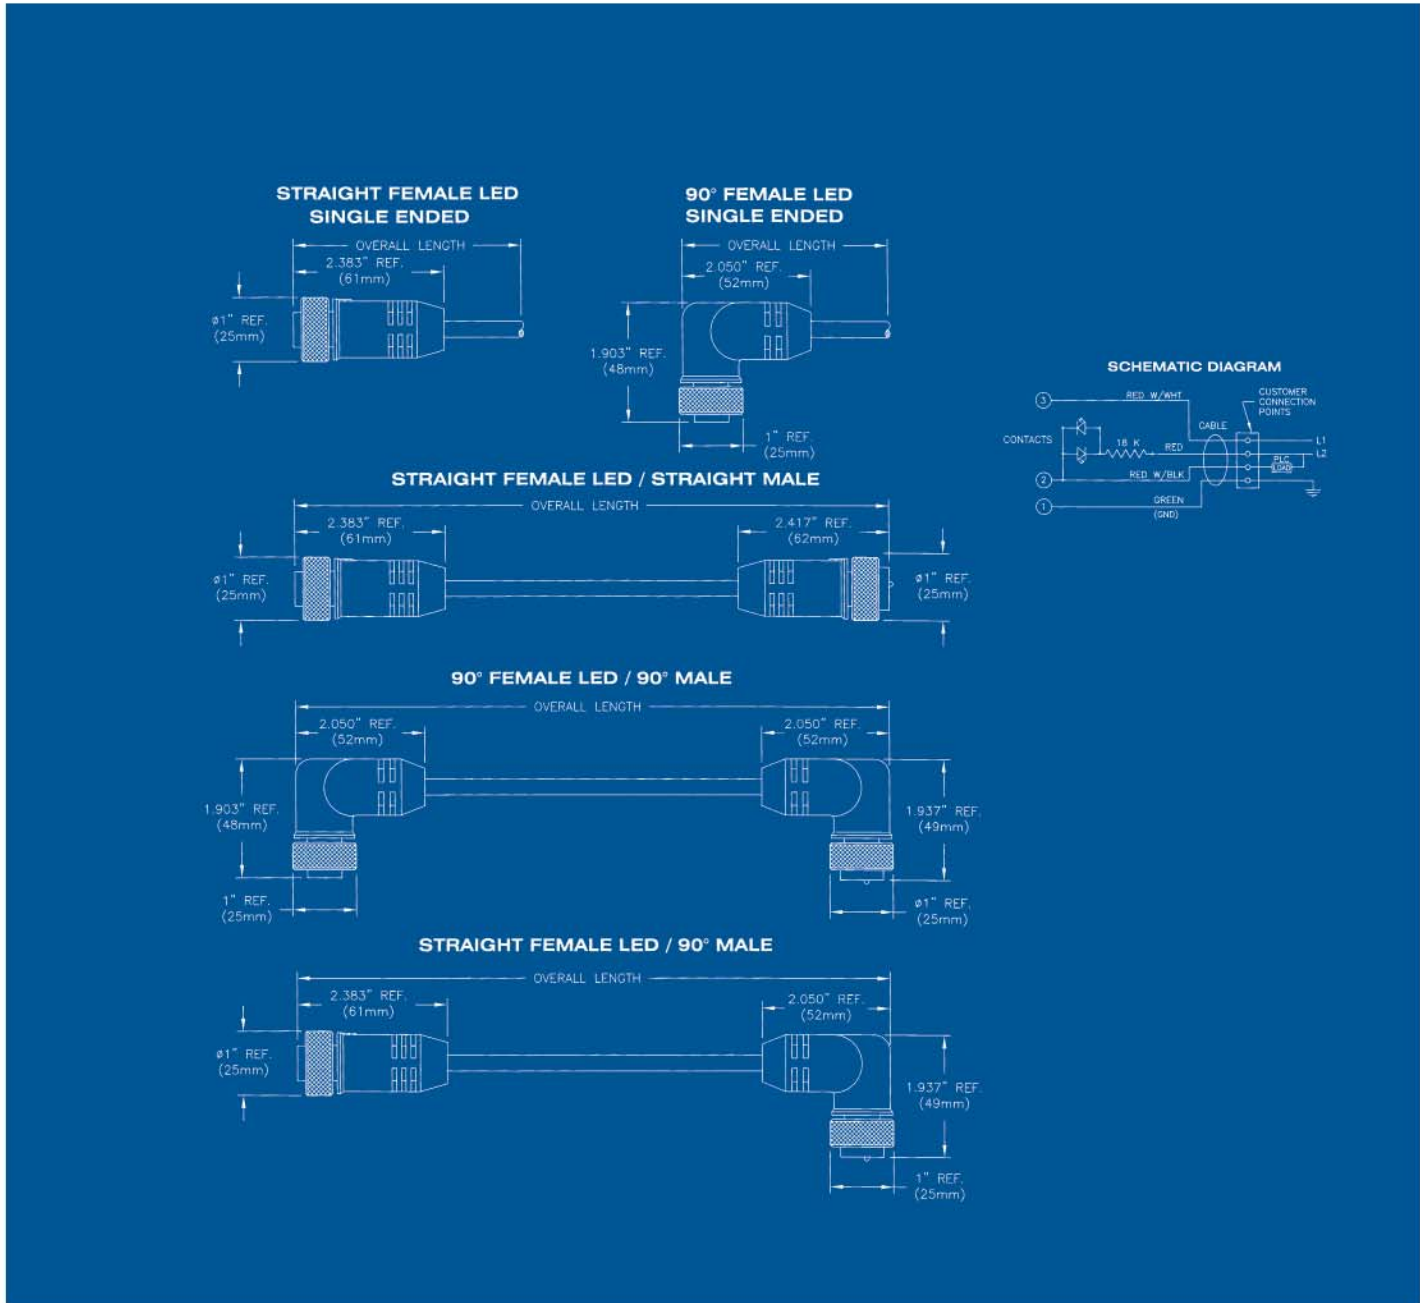 STRAIGHT FEMALE LED
SINGLE ENDED
OVERALL LENGTH
2.383" REF.
(61mm)
ø1" REF.
(25mm)
90° FEMALE LED
SINGLE ENDED
OVERALL LENGTH
2.050" REF.
(52mm)
1.903" REF.
(48mm)
1" REF.
(25mm)
SCHEMATIC DIAGRAM
3
RED W/WHT
CUSTOMER
CONNECTION
POINTS
CONTACTS
18 K
RED
CABLE
L1
L2
PLC
LOAD
2
RED W/BLK
1
GREEN
(GND)
STRAIGHT FEMALE LED / STRAIGHT MALE
OVERALL LENGTH
2.383" REF.
(61mm)
2.417" REF.
(62mm)
ø1" REF.
(25mm)
ø1" REF.
(25mm)
90° FEMALE LED / 90° MALE
OVERALL LENGTH
2.050" REF.
(52mm)
2.050" REF.
(52mm)
1.903" REF.
(48mm)
1.937" REF.
(49mm)
1" REF.
(25mm)
ø1" REF.
(25mm)
STRAIGHT FEMALE LED / 90° MALE
OVERALL LENGTH
2.383" REF.
(61mm)
2.050" REF.
(52mm)
ø1" REF.
(25mm)
1.937" REF.
(49mm)
1" REF.
(25mm)